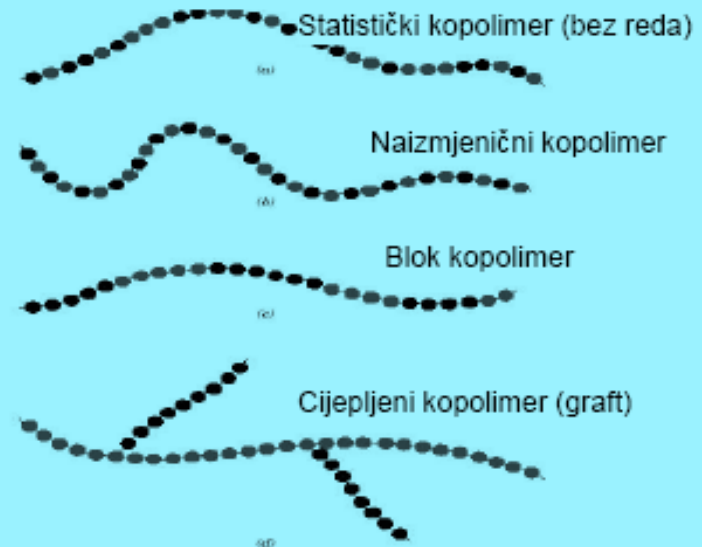 Statistički kopolimer (bez reda)
(a)
Naizmjenični kopolimer
(b)
Blok kopolimer
(c)
Cijepljeni kopolimer (graft)
(d)